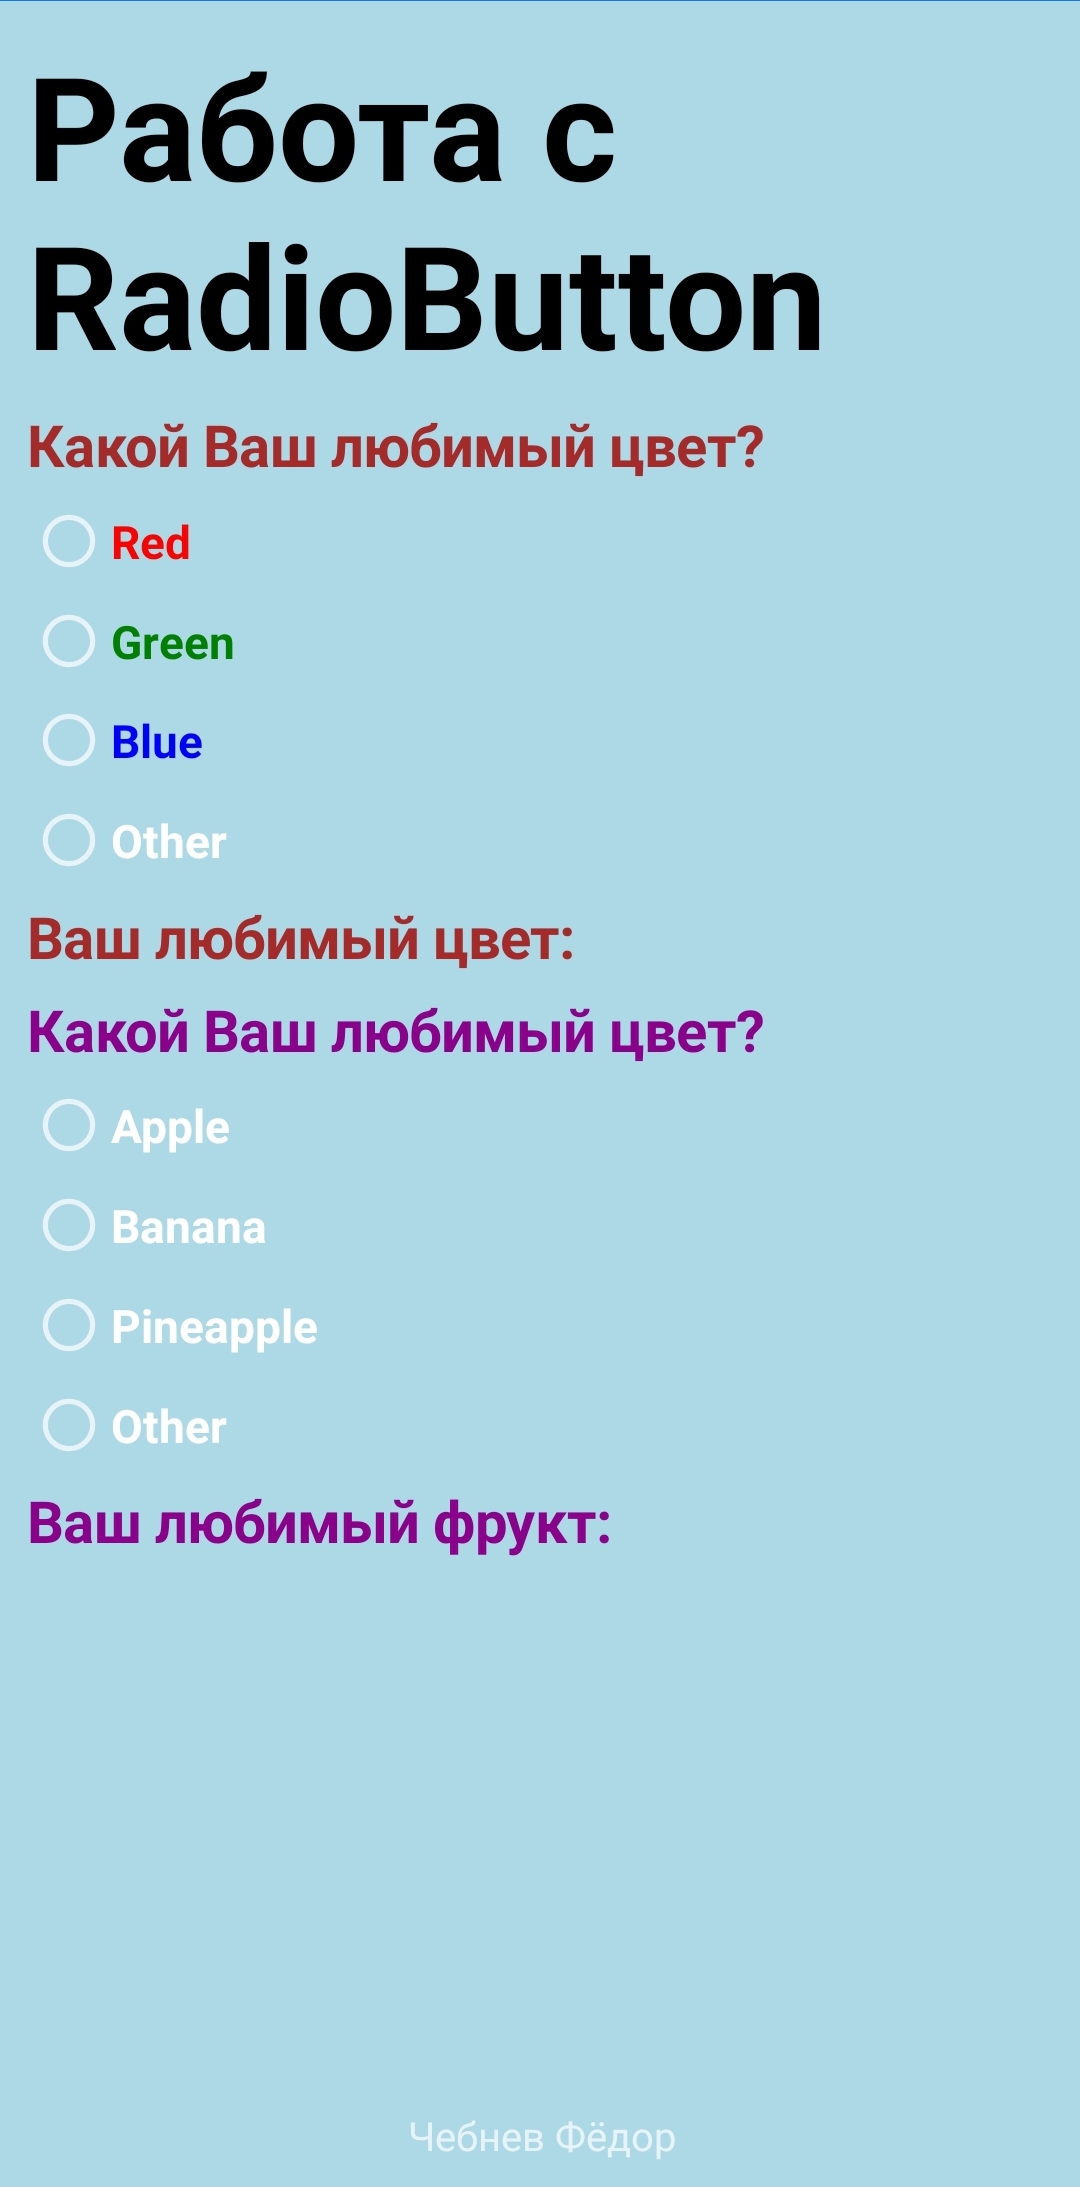 Работа с
RadioButton
Какой Ваш любимый цвет?
Red
Green
Blue
Other
Ваш любимый цвет:
Какой Ваш любимый цвет?
Apple
Banana
Pineapple
Other
Ваш любимый фрукт:
Чебнев Фёдор